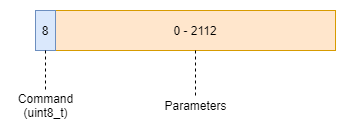 8
0 - 2112
Command
(uint8_t)
Parameters